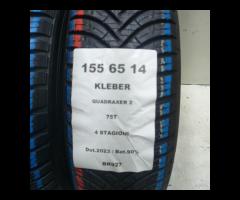 155 65 14
KLEBER
QUADRAXER 2
75T
4 STAGIONI
Dot.2023 / Bat.90%
BR927